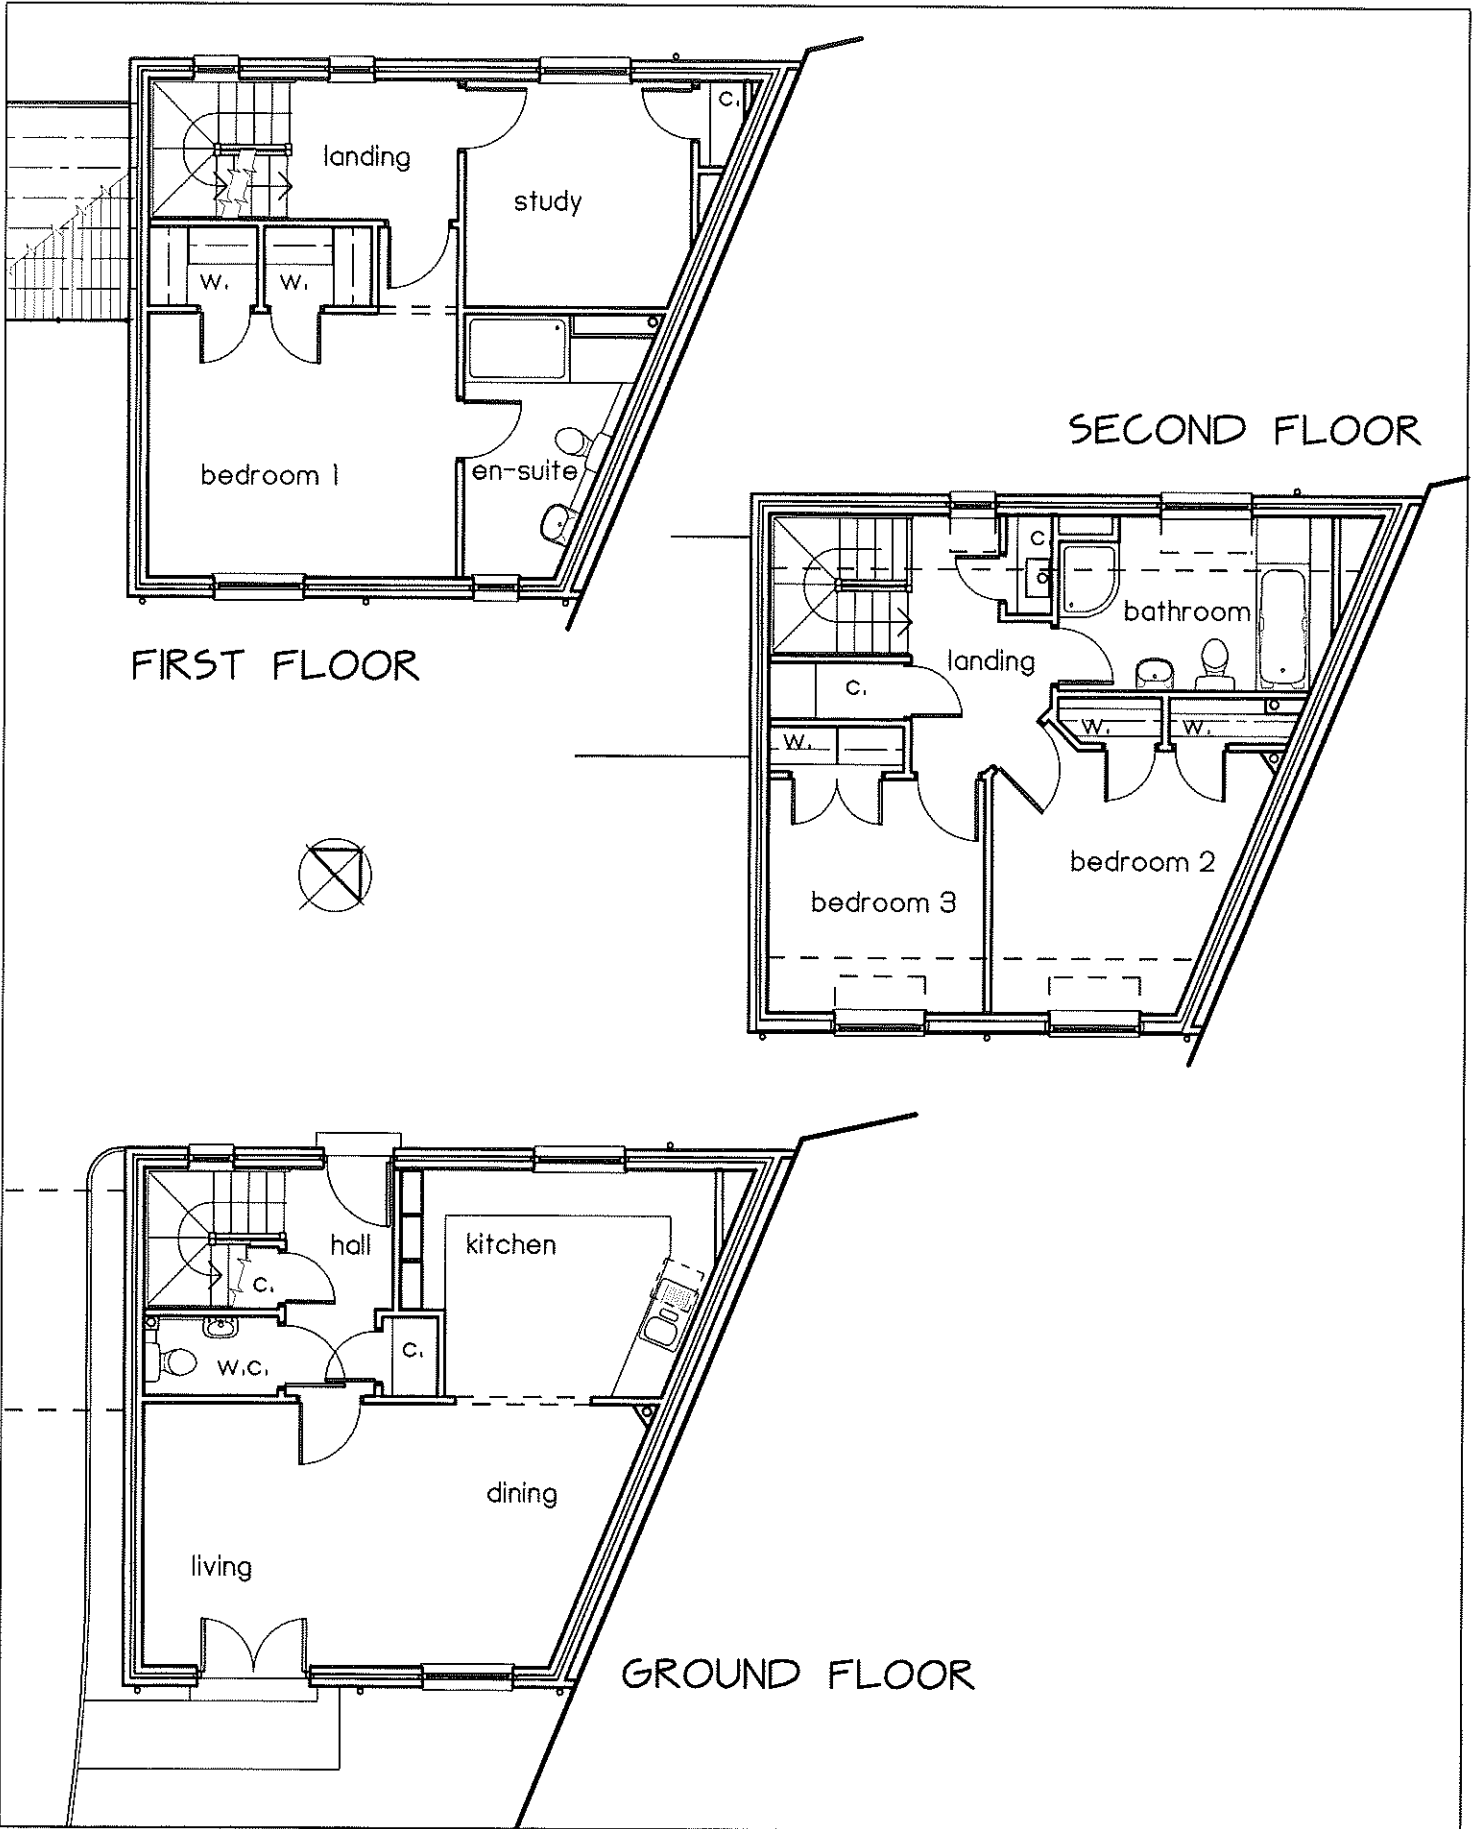 c.
landing
study
w. w.
bedroom 1
en-suite
FIRST FLOOR
SECOND FLOOR
c.
bathroom
landing
c.
w. w.
w.
bedroom 2
bedroom 3
hall
kitchen
c.
c.
w.c.
dining
living
GROUND FLOOR